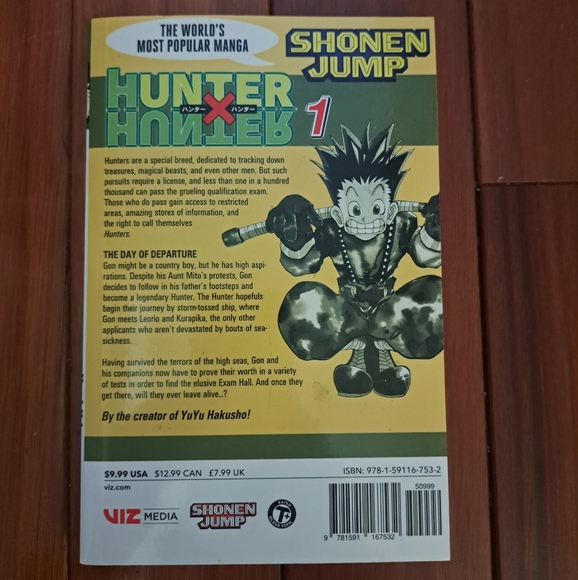 THE WORLD'S
MOST POPULAR MANGA
SHONEN
JUMP
HUNTER
ハンター×ハンター
HUNTER
1
Hunters are a special breed, dedicated to tracking down
treasures, magical beasts, and even other men. But such
pursuits require a license, and less than one in a hundred
thousand can pass the grueling qualification exam.
Those who do pass gain access to restricted
areas, amazing stores of information, and
the right to call themselves
Hunters.
THE DAY OF DEPARTURE
Gon might be a country boy, but he has high aspi-
rations. Despite his Aunt Mito's protests, Gon
decides to follow in his father's footsteps and
become a legendary Hunter. The Hunter hopefuls
begin their journey by storm-tossed ship, where
Gon meets Leorio and Kurapika, the only other
applicants who aren't devastated by bouts of sea-
sickness.
Having survived the terrors of the high seas, Gon and
his companions now have to prove their worth in a variety
of tests in order to find the elusive Exam Hall. And once they
get there, will they ever leave alive...?
By the creator of YuYu Hakusho!
$9.99 USA $12.99 CAN £7.99 UK
ISBN: 978-1-59116-753-2
viz.com
50999
VIZ MEDIA
SHONEN
JUMP
RATED
T+
9 781591 167532